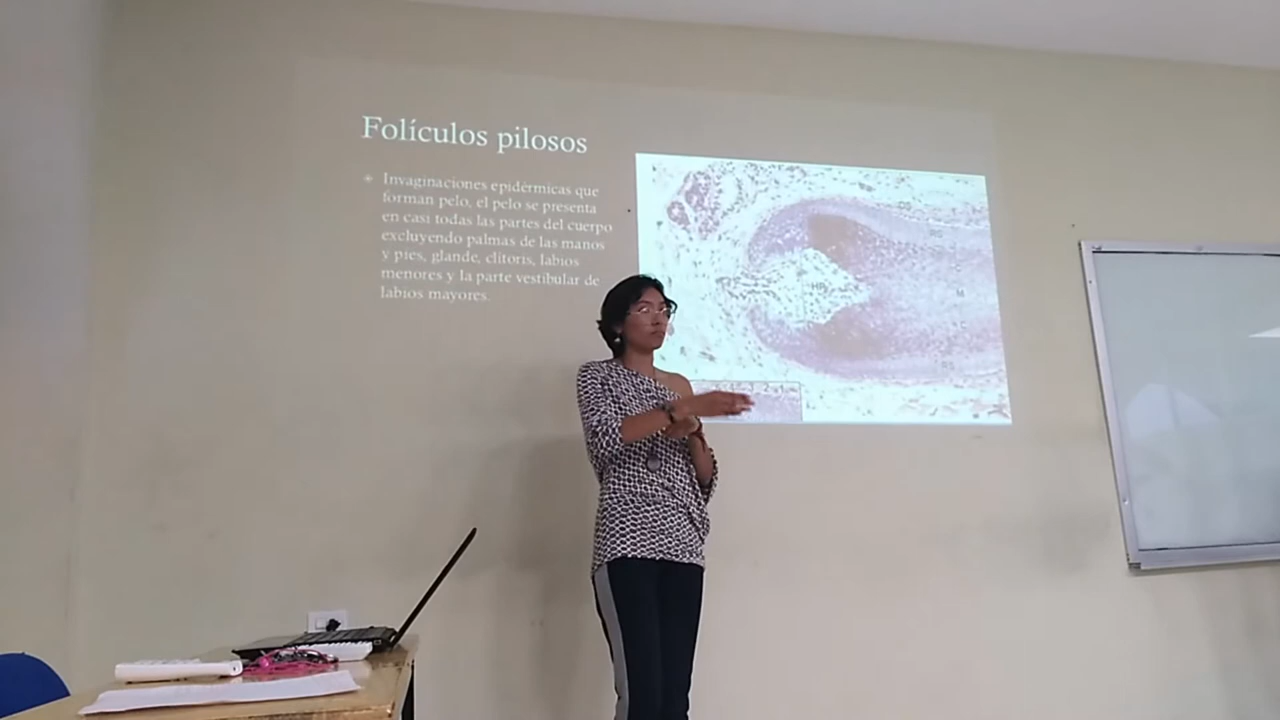 Folículos pilosos
Invaginaciones epidérmicas que
forman pelo, el pelo se presenta
en casi todas las partes del cuerpo
excluyendo palmas de las manos
y pies, glande, clítoris, labios
menores y la parte vestibular de
labios mayores.
HP
M